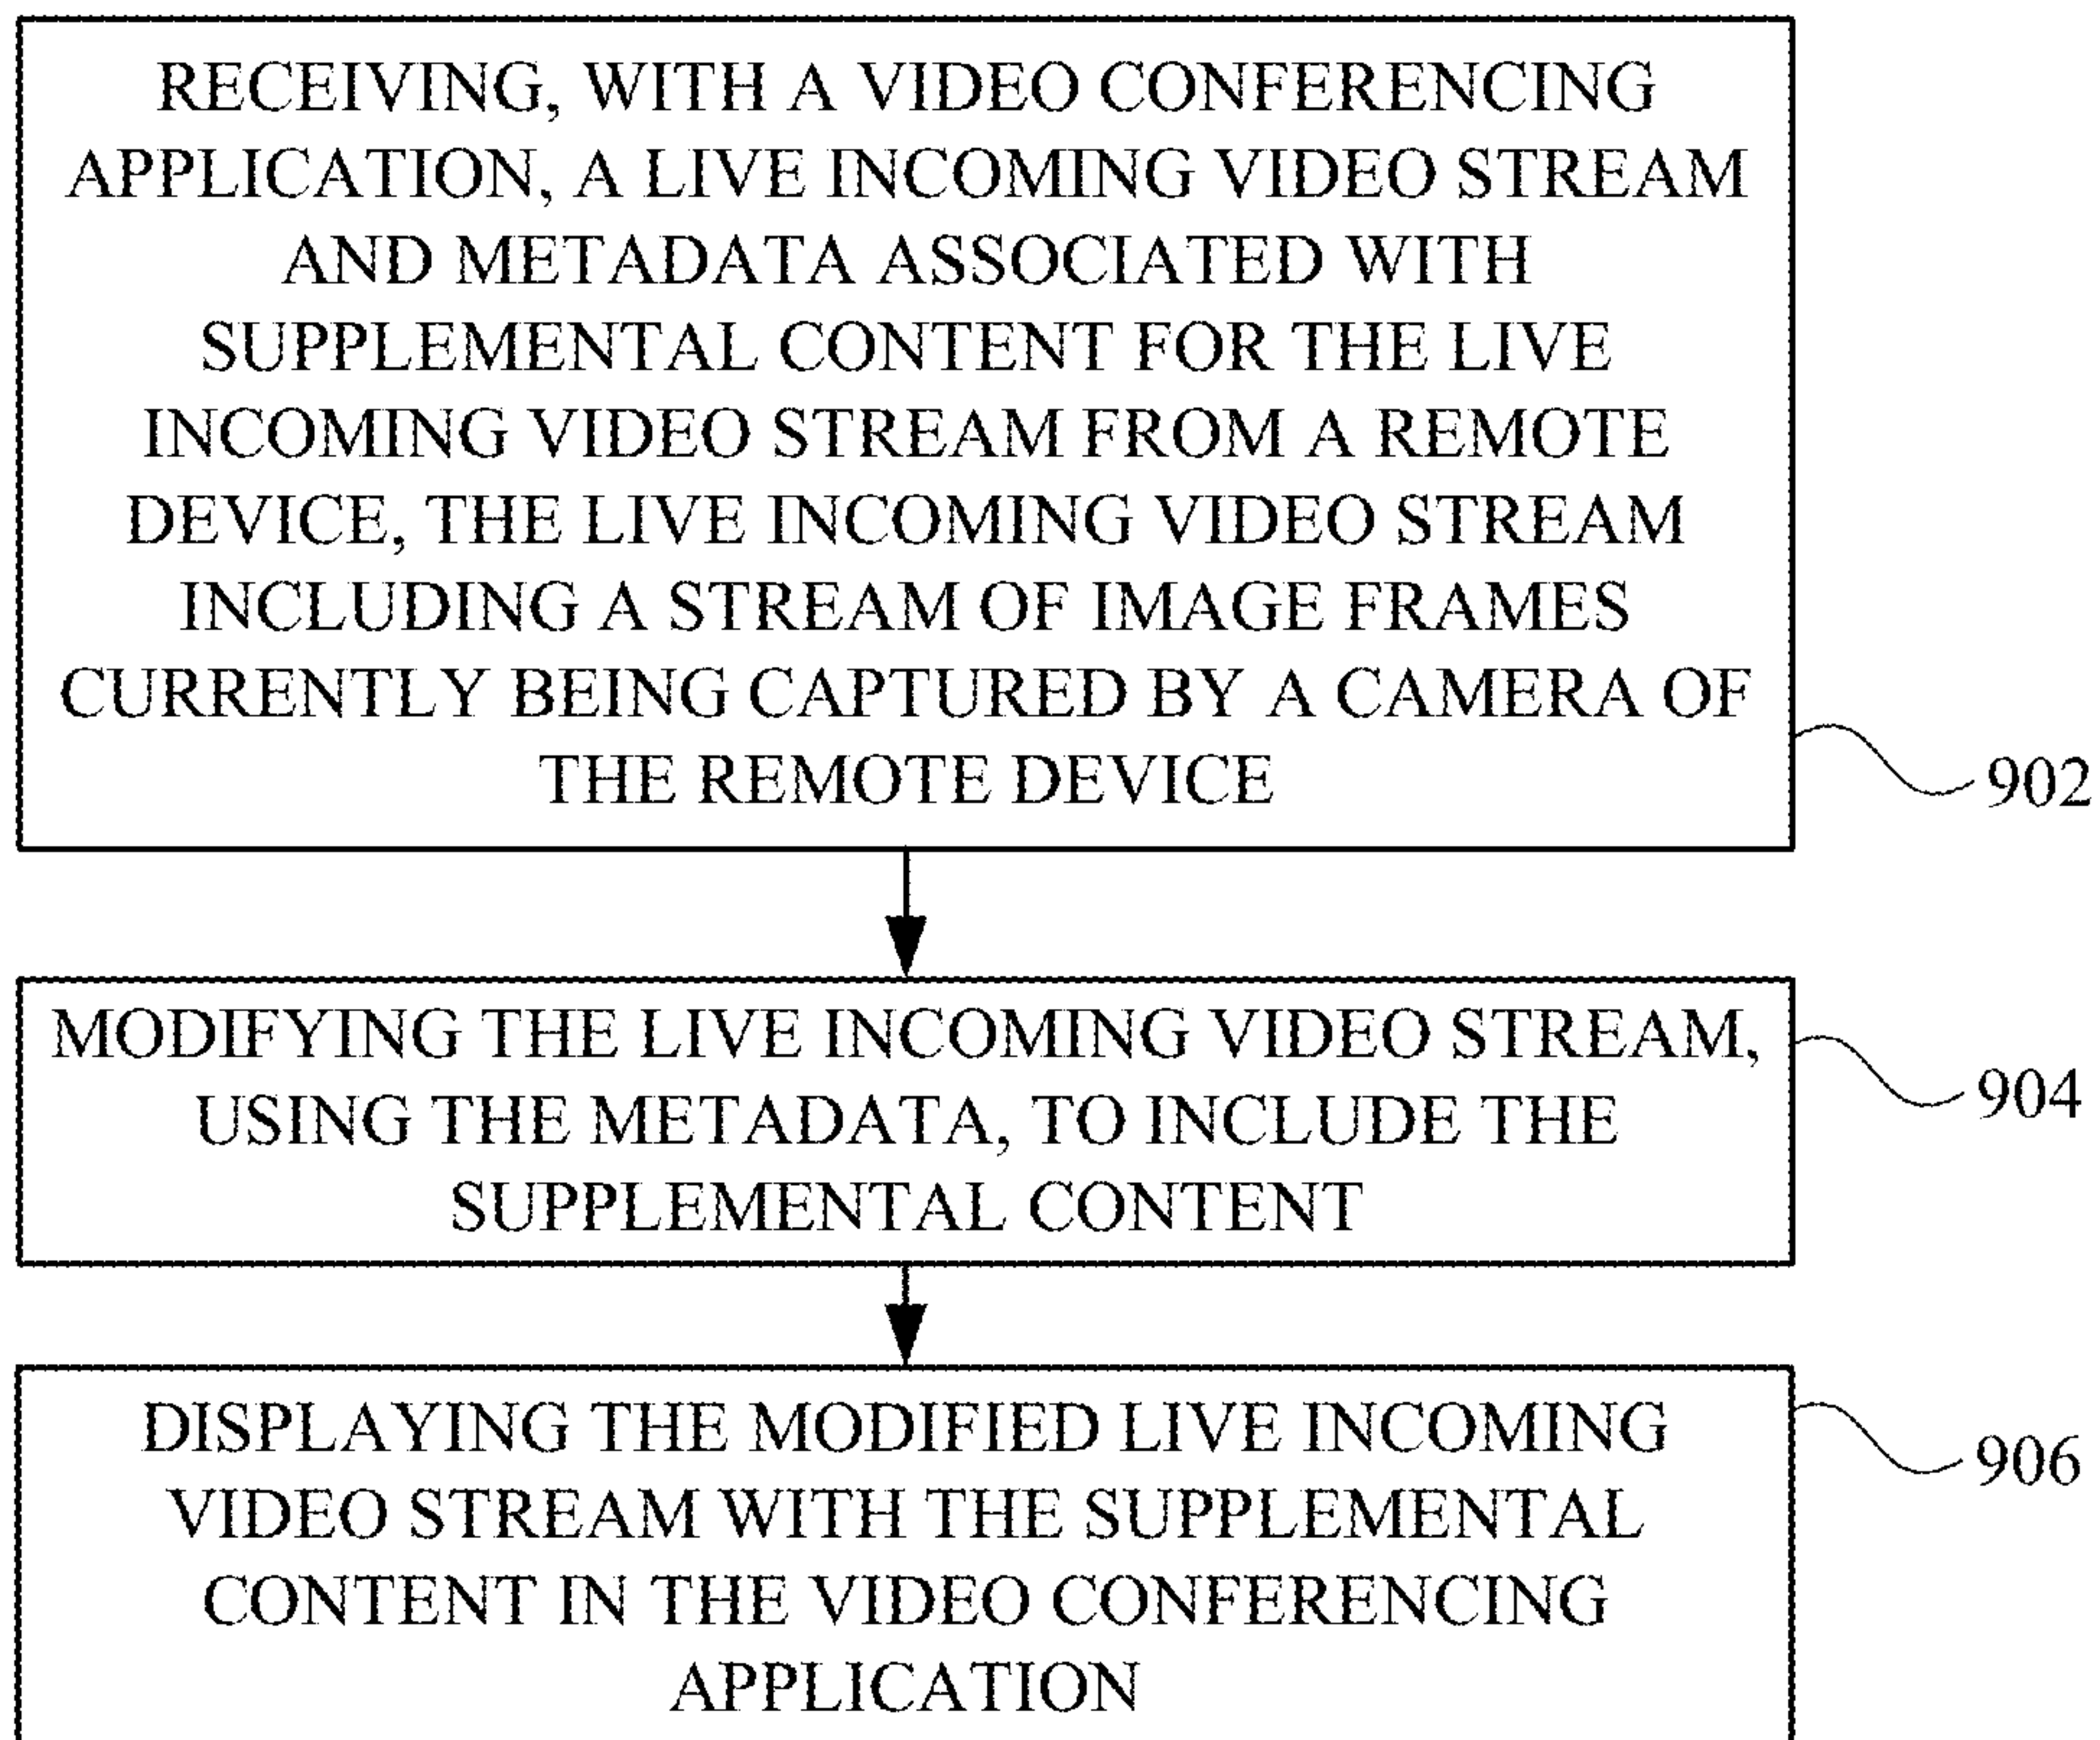 RECEIVING, WITH A VIDEO CONFERENCING
APPLICATION, A LIVE INCOMING VIDEO STREAM
AND METADATA ASSOCIATED WITH
SUPPLEMENTAL CONTENT FOR THE LIVE
INCOMING VIDEO STREAM FROM A REMOTE
DEVICE, THE LIVE INCOMING VIDEO STREAM
INCLUDING A STREAM OF IMAGE FRAMES
CURRENTLY BEING CAPTURED BY A CAMERA OF
THE REMOTE DEVICE
902
MODIFYING THE LIVE INCOMING VIDEO STREAM,
USING THE METADATA, TO INCLUDE THE
SUPPLEMENTAL CONTENT
904
DISPLAYING THE MODIFIED LIVE INCOMING
VIDEO STREAM WITH THE SUPPLEMENTAL
CONTENT IN THE VIDEO CONFERENCING
APPLICATION
906